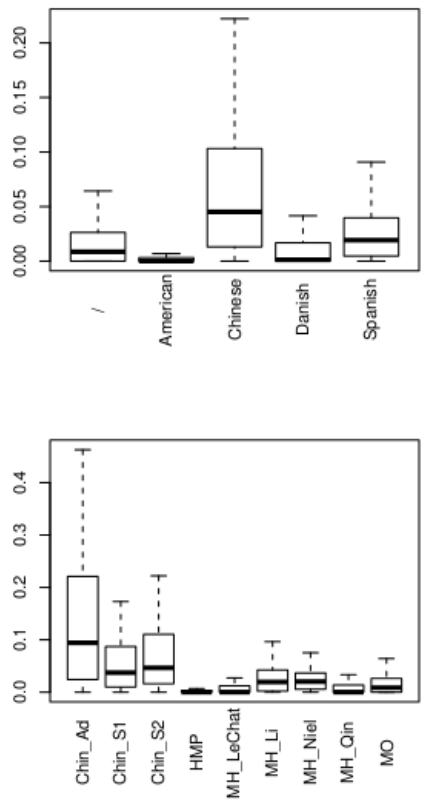 0.20
0.15
0.10
0.05
0.00
/
American
Chinese
Danish
Spanish
0.4
0.3
0.2
0.1
0.0
Chin_Ad
Chin_S1
Chin_S2
HMP
MH_LeChat
MH_Li
MH_Niel
MH_Qin
MO